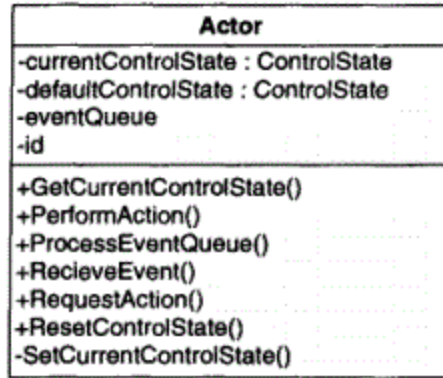 Actor
-currentControlState : ControlState
-defaultControlState : ControlState
-eventQueue
-id
+GetCurrentControlState()
+PerformAction()
+ProcessEventQueue()
+RecieveEvent()
+RequestAction()
+ResetControlState()
-SetCurrentControlState()